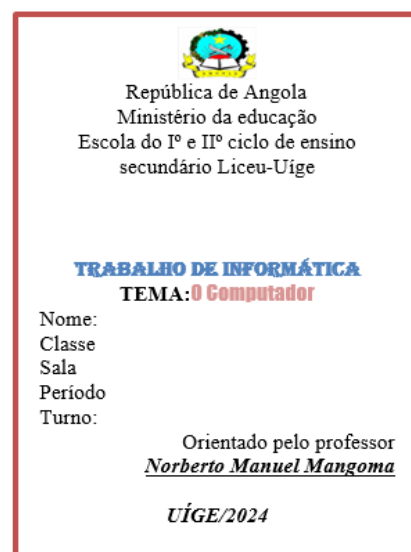 República de Angola
Ministério da educação
Escola do Iº e IIº ciclo de ensino
secundário Liceu-Uíge
TRABALHO DE INFORMÁTICA
TEMA:O Computador
Nome:
Classe
Sala
Período
Turno:
Orientado pelo professor
Norberto Manuel Mangoma
UÍGE/2024